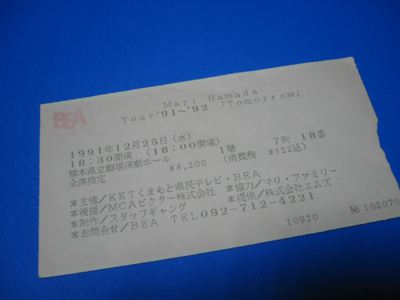 BEA
Mari Hamada
Tour'91～'92 「Tomorrow」
1991年12月25日(水)
18:30開演 (18:00開場)
熊本県立劇場演劇ホール 1階 7列 18番
全席指定 ¥4,200 (消費税 ¥122込)
*主催/KKTくまもと県民テレビ・BEA
*後援/MCAビクター株式会社 *協力/マリ・ファミリー
*制作/スタッフギャング *提供/株式会社エムズ
*お問合せ/BEA TEL092-712-4221
10920 № 102070